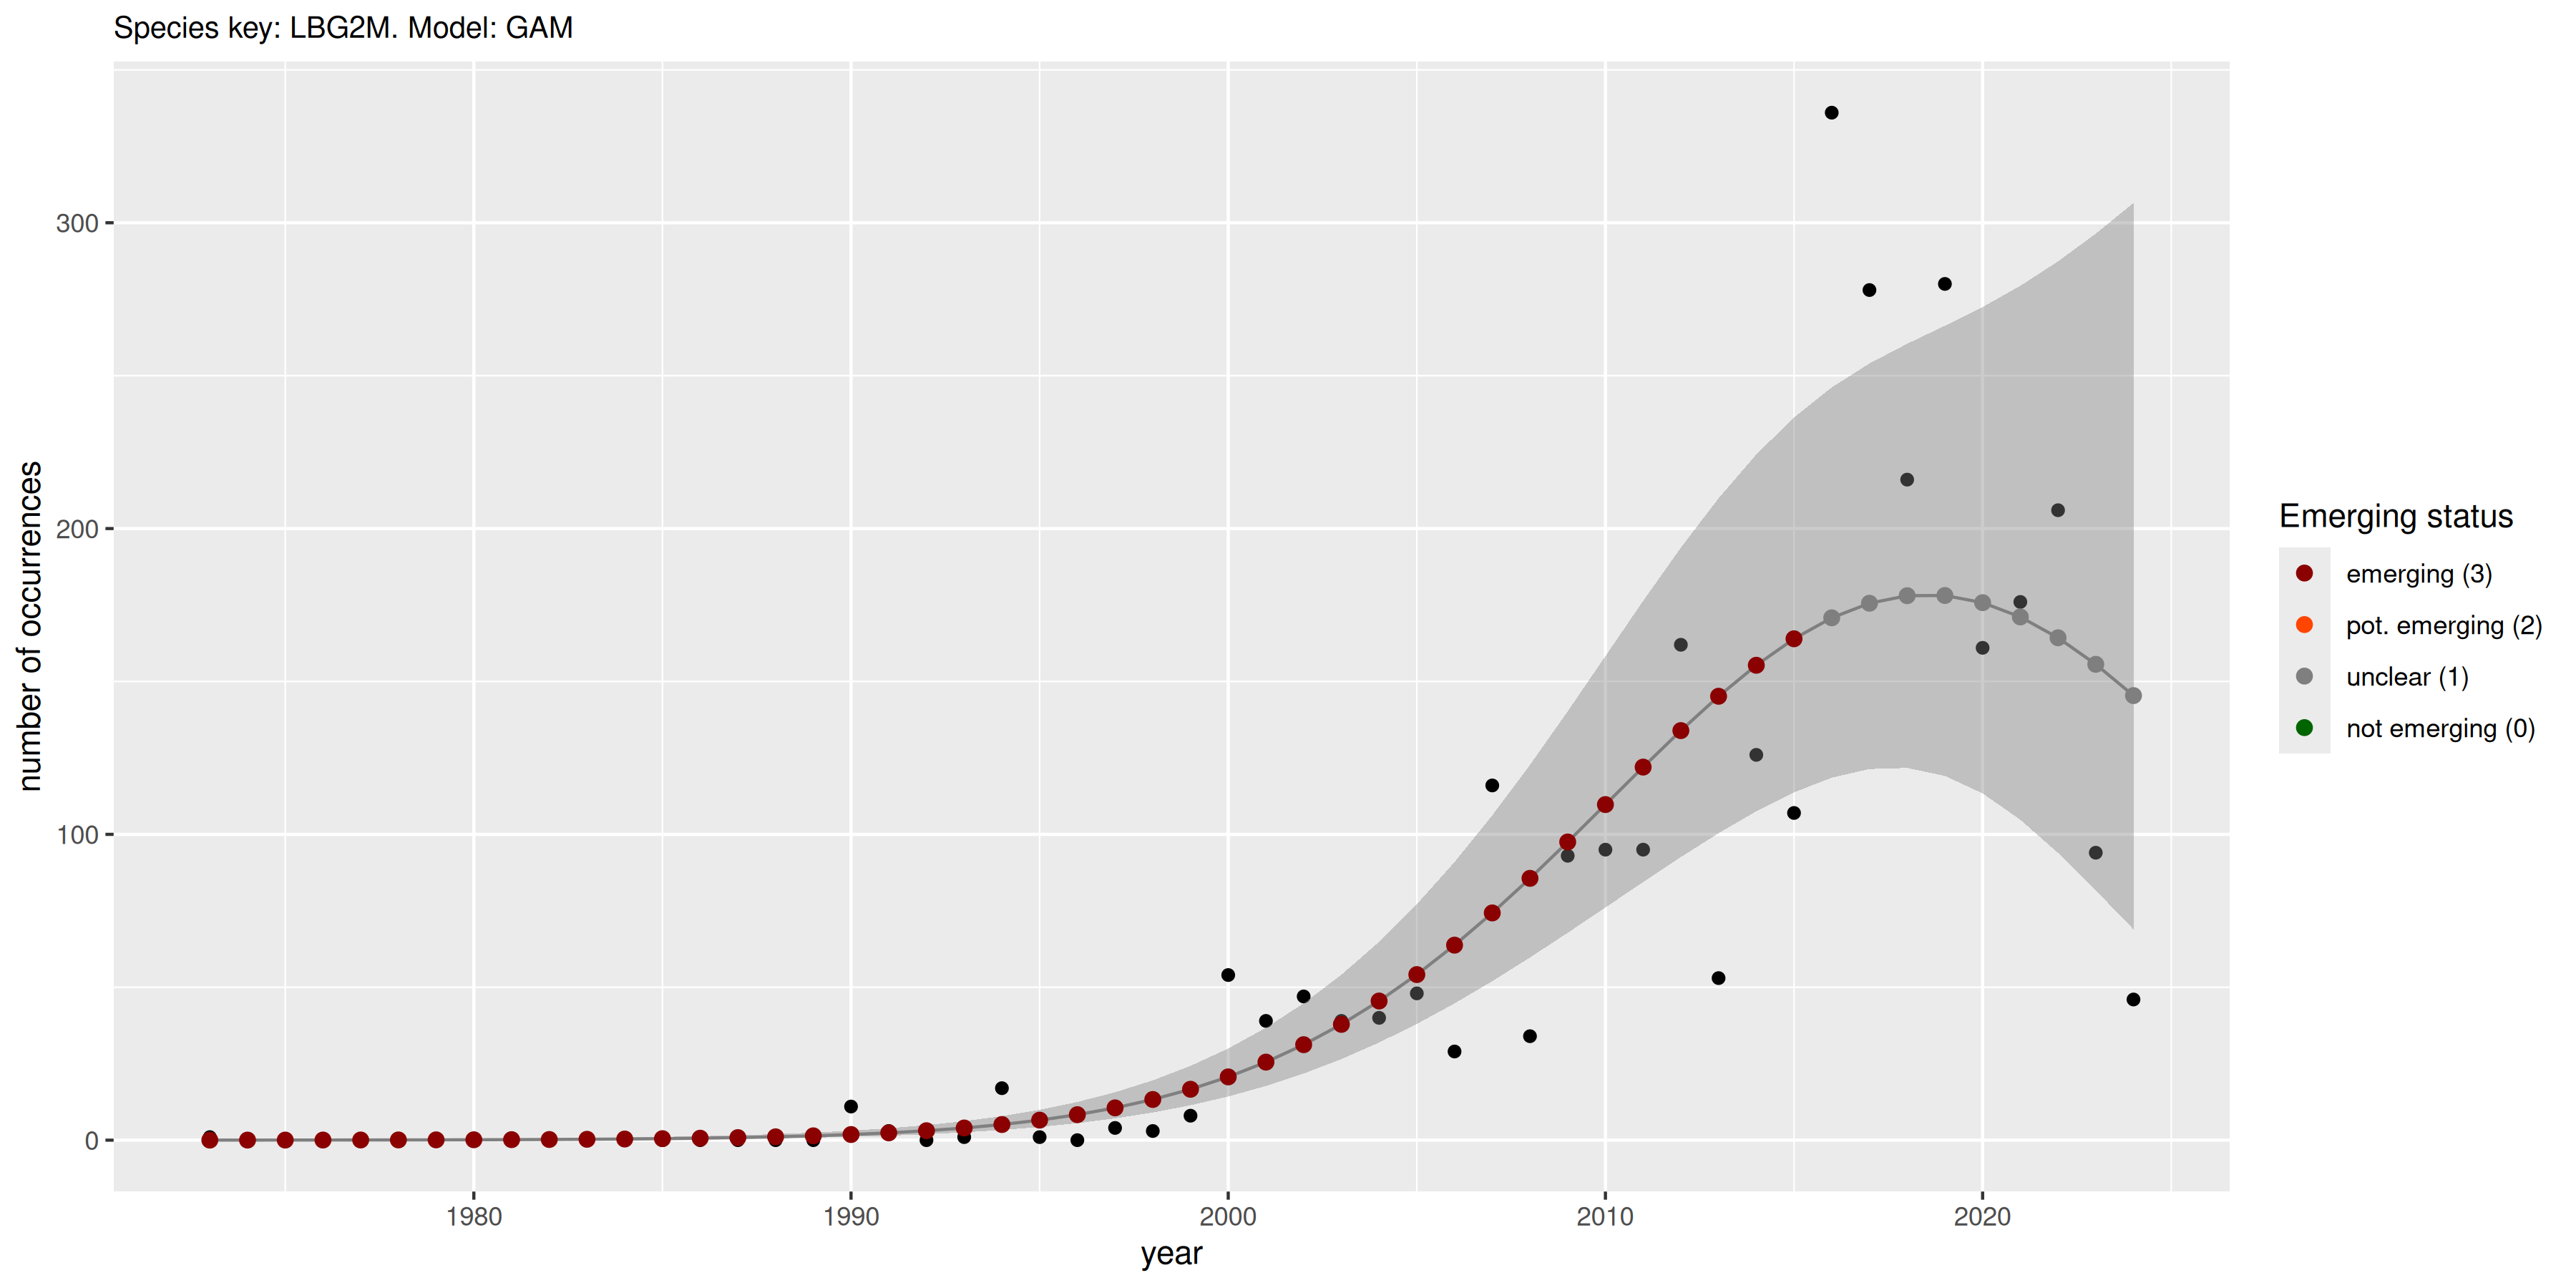 Species key: LBG2M. Model: GAM
number of occurrences
300
200
100
0
1980
1990
2000
2010
2020
year
Emerging status
emerging (3)
pot. emerging (2)
unclear (1)
not emerging (0)